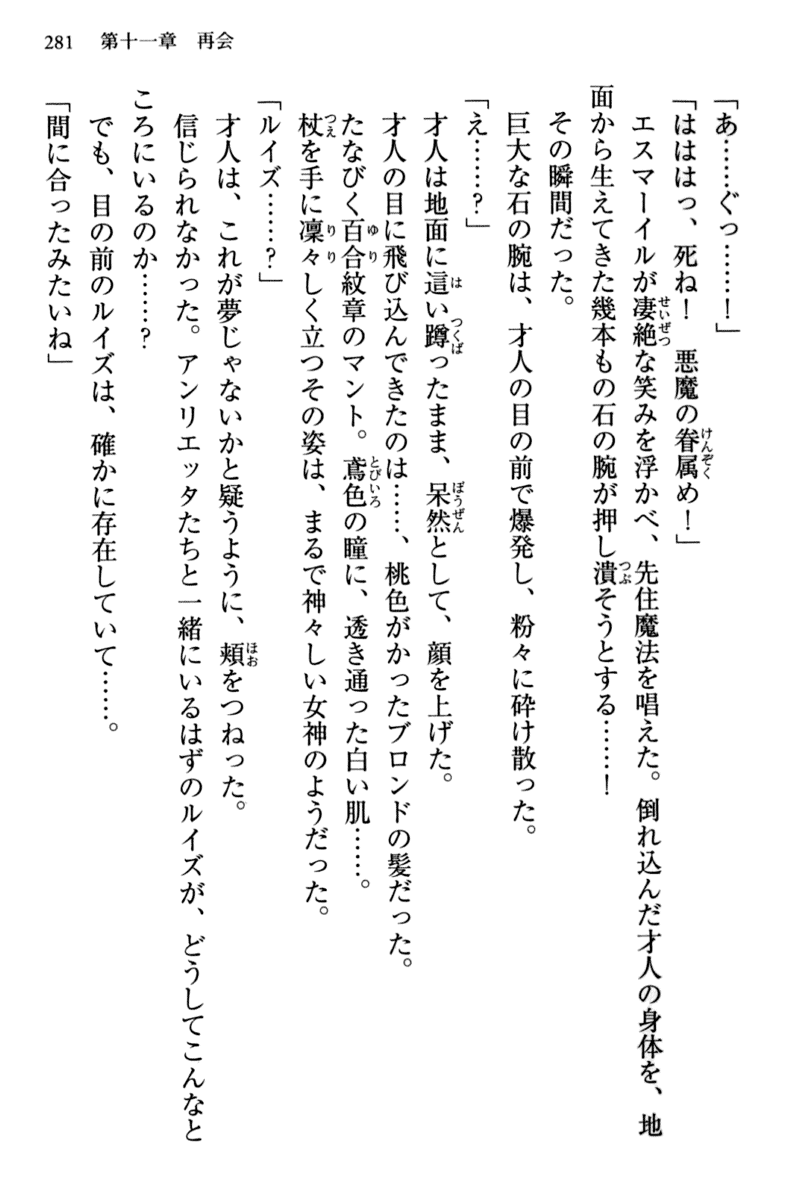 281 第十一章 再会
「あ……ぐっ……！」
「はははっ、死ね！　悪魔の眷属め！」
エスマーイルが凄絶な笑みを浮かべ、先住魔法を唱えた。倒れ込んだ才人の身体を、地
面から生えてきた幾本もの石の腕が押し潰そうとする……！
その瞬間だった。
巨大な石の腕は、才人の目の前で爆発し、粉々に砕け散った。
「え……？」
才人は地面に這い蹲ったまま、呆然として、顔を上げた。
才人の目に飛び込んできたのは……、桃色がかったブロンドの髪だった。
たなびく百合紋章のマント。鳶色の瞳に、透き通った白い肌……。
杖を手に凜々しく立つその姿は、まるで神々しい女神のようだった。
「ルイズ……？」
才人は、これが夢じゃないかと疑うように、頬をつねった。
信じられなかった。アンリエッタたちと一緒にいるはずのルイズが、どうしてこんなと
ころにいるのか……？
でも、目の前のルイズは、確かに存在していて……。
「間に合ったみたいね」